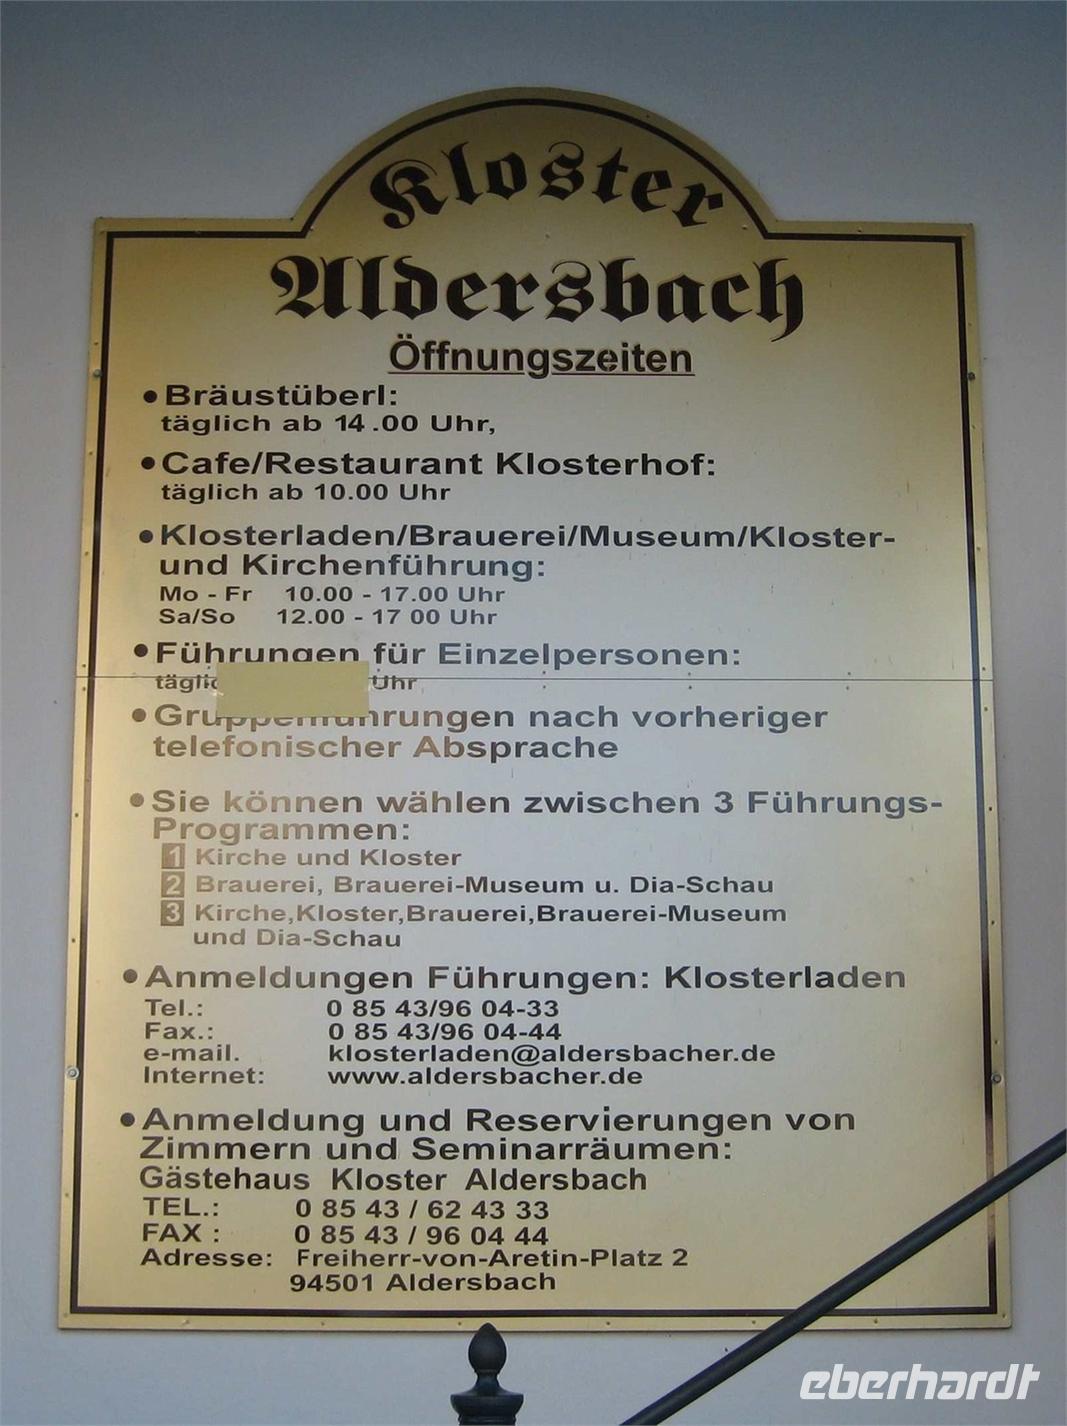 Kloster
Aldersbach
Öffnungszeiten
• Bräustüberl:
täglich ab 14.00 Uhr,
• Cafe/Restaurant Klosterhof:
täglich ab 10.00 Uhr
• Klosterladen/Brauerei/Museum/Kloster-
und Kirchenführung:
Mo - Fr 10.00 - 17.00 Uhr
Sa/So 12.00 - 17 00 Uhr
• Führungen für Einzelpersonen:
Uhr
• Gruppenführungen nach vorheriger
telefonischer Absprache
• Sie können wählen zwischen 3 Führungs-
Programmen:
1 Kirche und Kloster
2 Brauerei, Brauerei-Museum u. Dia-Schau
3 Kirche,Kloster,Brauerei,Brauerei-Museum
und Dia-Schau
• Anmeldungen Führungen: Klosterladen
Tel.: 0 85 43/96 04-33
Fax.: 0 85 43/96 04-44
e-mail. klosterladen@aldersbacher.de
Internet: www.aldersbacher.de
• Anmeldung und Reservierungen von
Zimmern und Seminarräumen:
Gästehaus Kloster Aldersbach
TEL.: 0 85 43 / 62 43 33
FAX : 0 85 43 / 96 04 44
Adresse: Freiherr-von-Aretin-Platz 2
94501 Aldersbach
eberhardt